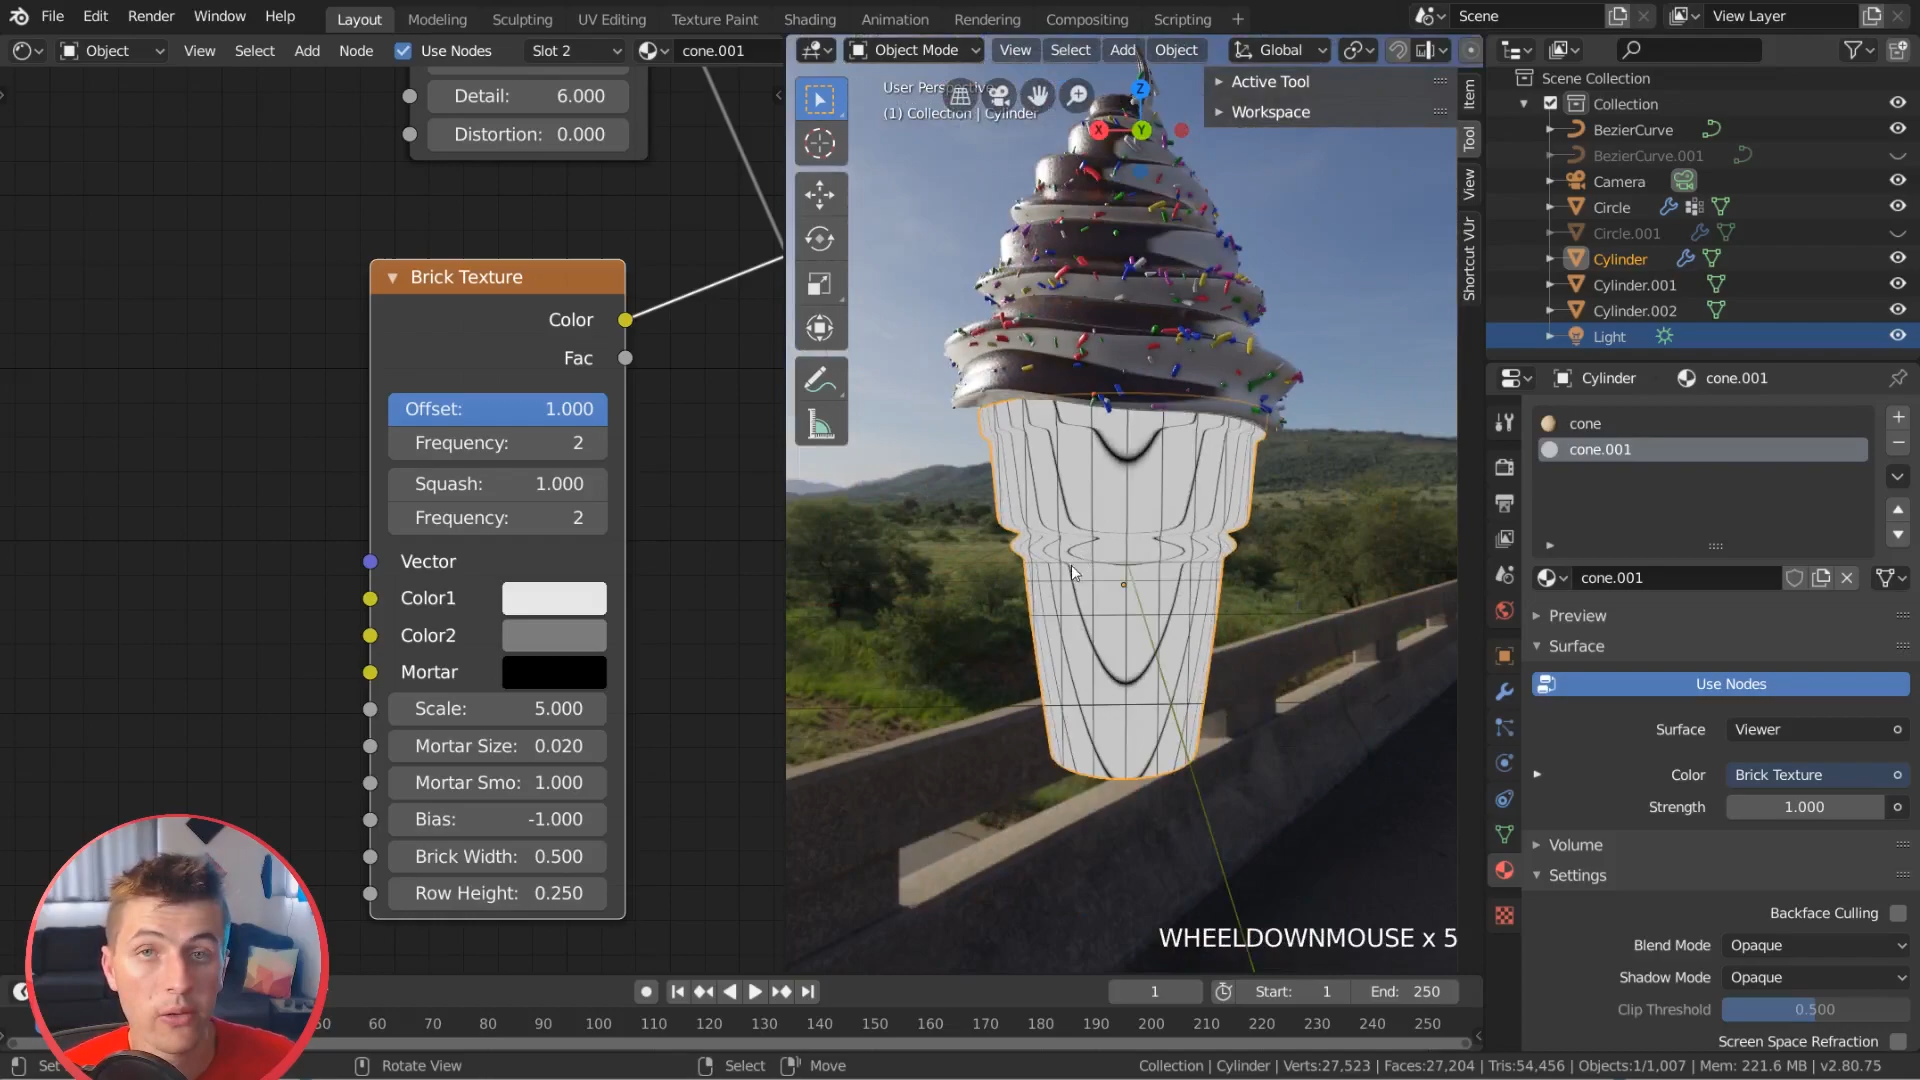 File Edit Render Window Help Layout Modeling Sculpting UV Editing Texture Paint Shading Animation Rendering Compositing Scripting + Scene View Layer
Object View Select Add Node Use Nodes Slot 2 cone.001
Object Mode View Select Add Object Global
Detail: 6.000
Distortion: 0.000
Brick Texture
Color
Fac
Offset: 1.000
Frequency: 2
Squash: 1.000
Frequency: 2
Vector
Color1
Color2
Mortar
Scale: 5.000
Mortar Size: 0.020
Mortar Smo: 1.000
Bias: -1.000
Brick Width: 0.500
Row Height: 0.250
User Perspective
(1) Collection | Cylinder
Z
X
Y
Active Tool
Workspace
Item
Tool
View
Shortcut VUr
WHEELDOWNMOUSE x 5
Scene Collection
Collection
BezierCurve
BezierCurve.001
Camera
Circle
Circle.001
Cylinder
Cylinder.001
Cylinder.002
Light
Cylinder cone.001
cone
cone.001
cone.001
Preview
Surface
Use Nodes
Surface Viewer
Color Brick Texture
Strength 1.000
Volume
Settings
Backface Culling
Blend Mode Opaque
Shadow Mode Opaque
Clip Threshold 0.500
Screen Space Refraction
1 Start: 1 End: 250
50 60 70 80 90 100 110 120 130 140 150 160 170 180 190 200 210 220 230 240 250
Set Rotate View Select Move Collection | Cylinder | Verts:27,523 | Faces:27,204 | Tris:54,456 | Objects:1/1,007 | Mem: 221.6 MB | v2.80.75